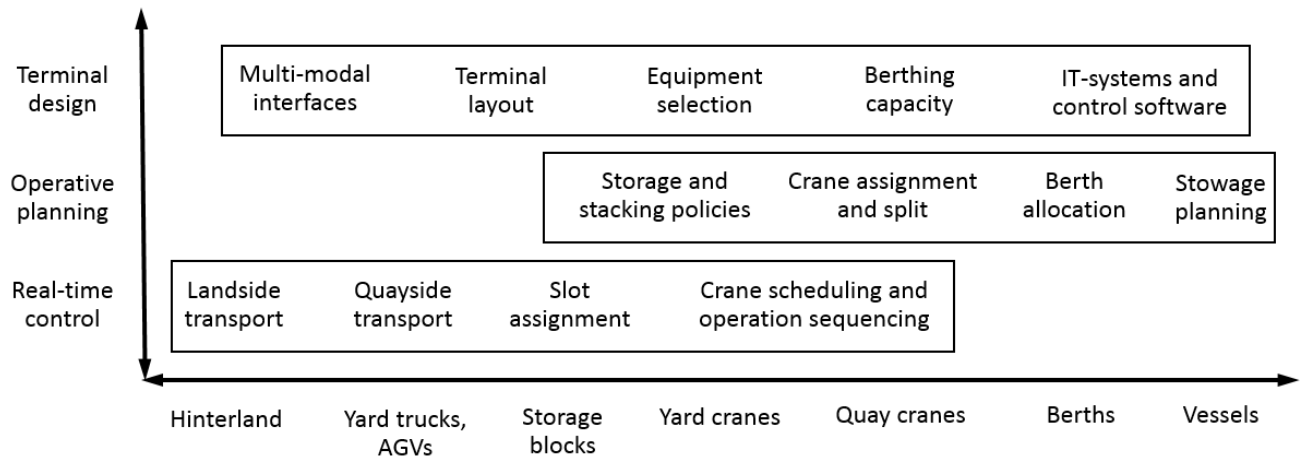 Terminal
design
Multi-modal
interfaces
Terminal
layout
Equipment
selection
Berthing
capacity
IT-systems and
control software
Operative
planning
Storage and
stacking policies
Crane assignment
and split
Berth
allocation
Stowage
planning
Real-time
control
Landside
transport
Quayside
transport
Slot
assignment
Crane scheduling and
operation sequencing
Hinterland
Yard trucks,
AGVs
Storage
blocks
Yard cranes
Quay cranes
Berths
Vessels